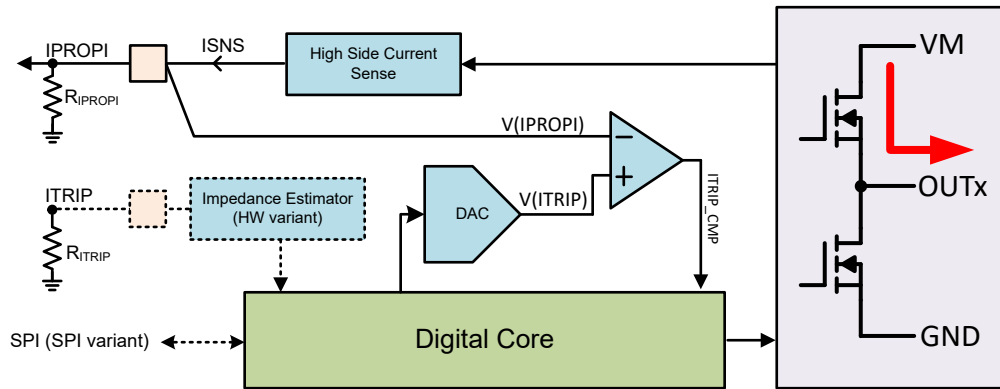 IPROPI
ISNS
High Side Current
Sense
VM
RIPROPI
V(IPROPI)
−
+
ITRIP
Impedance Estimator
(HW variant)
DAC
V(ITRIP)
ITRIP_CMP
OUTx
RITRIP
SPI (SPI variant)
Digital Core
GND